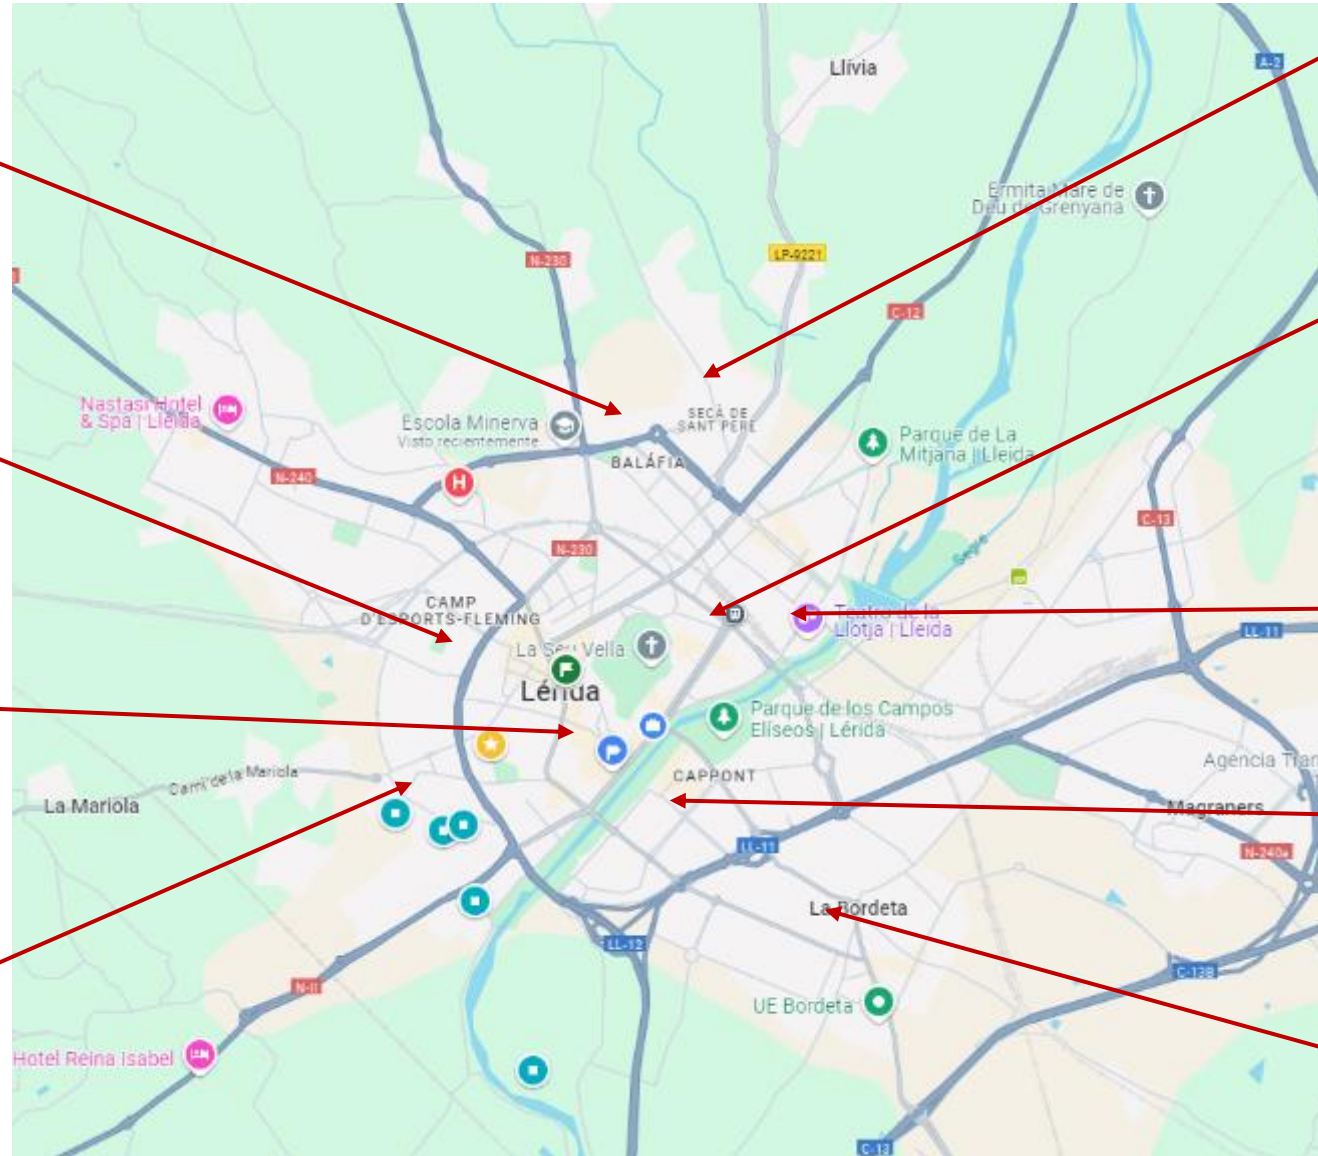 Llívia
A-2
Ermita Mare de
Déu de Grenyana
LP-9221
N-230
C-12
Nastasi Hotel
& Spa | Lleida
Escola Minerva
Visto recientemente
SECÀ DE
SANT PERE
Parque de La
Mitjana | Lleida
BALÁFIA
N-240
H
C-13
N-230
Segre
CAMP
D'ESPORTS-FLEMING
Teatro de la
Llotja | Lleida
LL-11
La Seu Vella
Lérida
Parque de los Campos
Elíseos | Lérida
Agencia Tran
CAPPONT
Camí de la Mariola
La Mariola
Magraners
LL-11
N-240a
La Bordeta
LL-12
C-13B
N-II
UE Bordeta
Hotel Reina Isabel
C-13